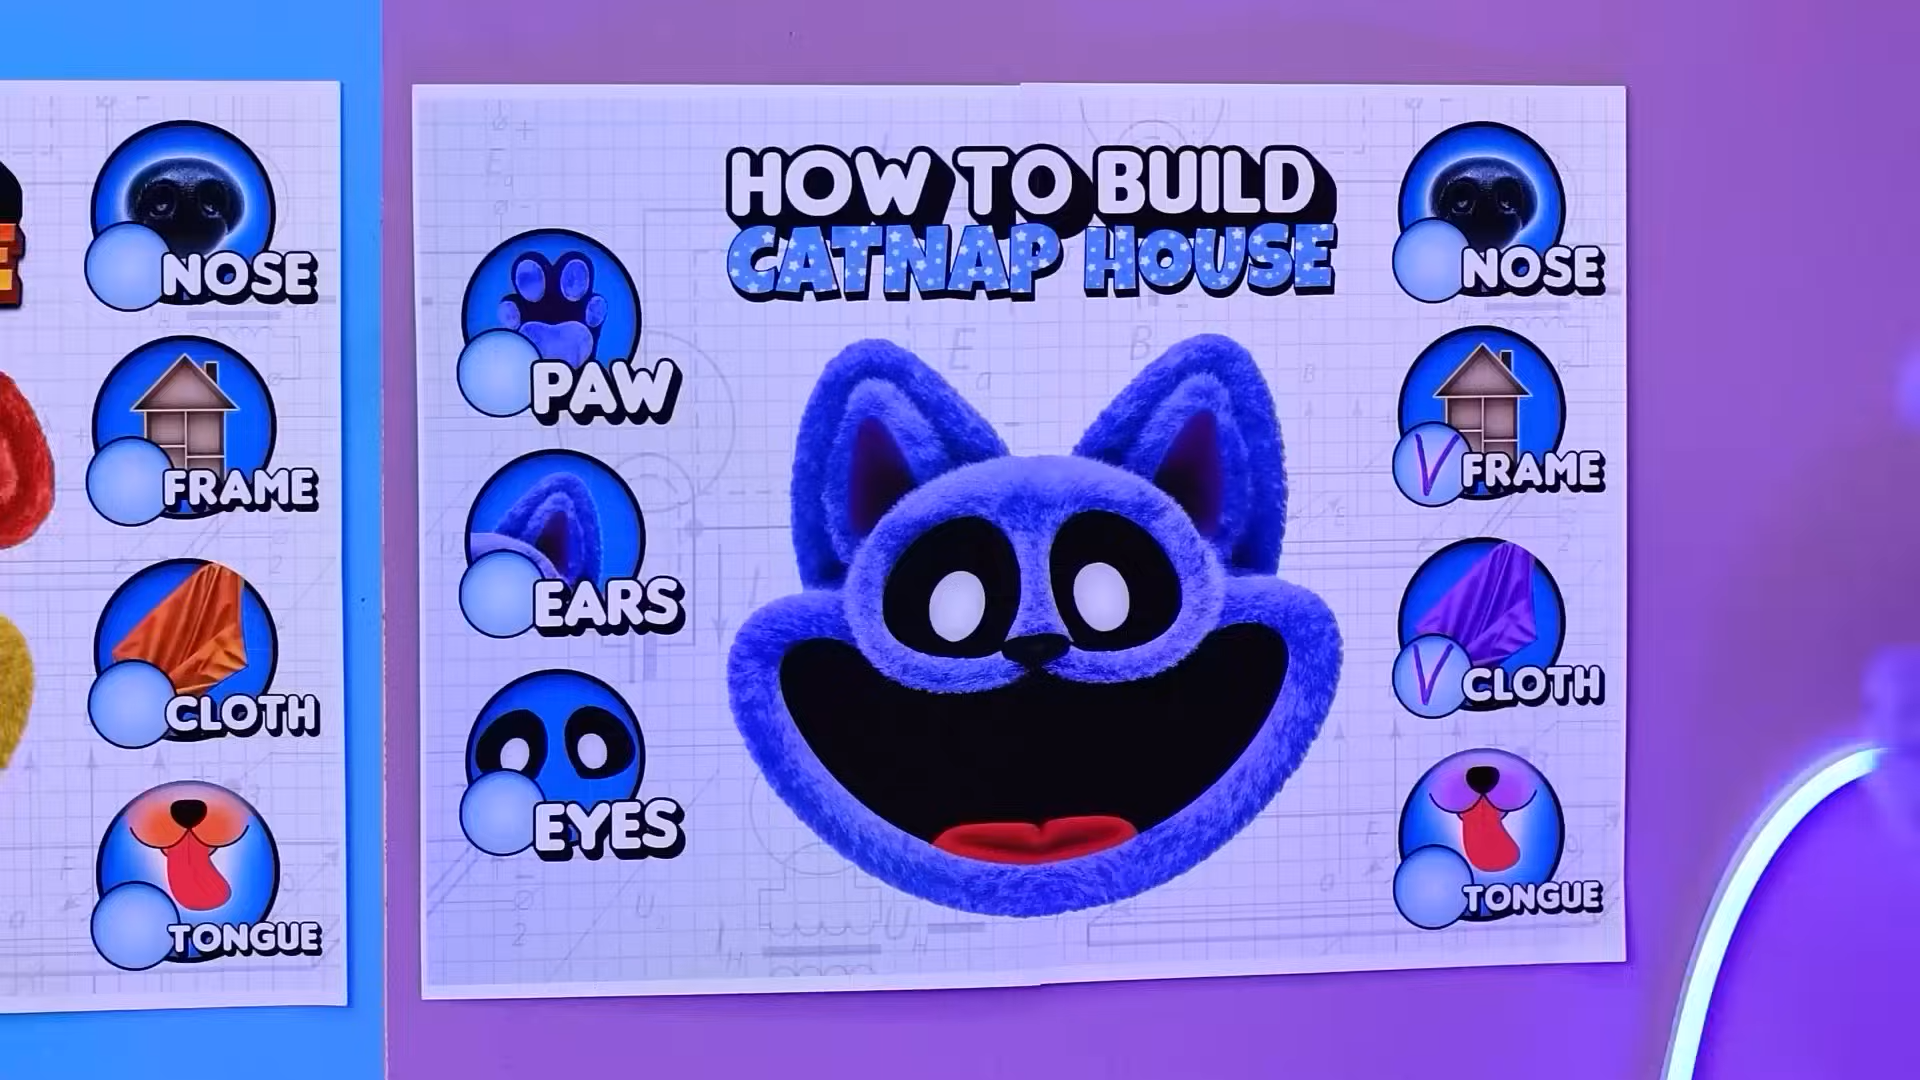 NOSE
FRAME
CLOTH
TONGUE
HOW TO BUILD
CATNAP HOUSE
PAW
EARS
EYES
NOSE
V FRAME
V CLOTH
TONGUE